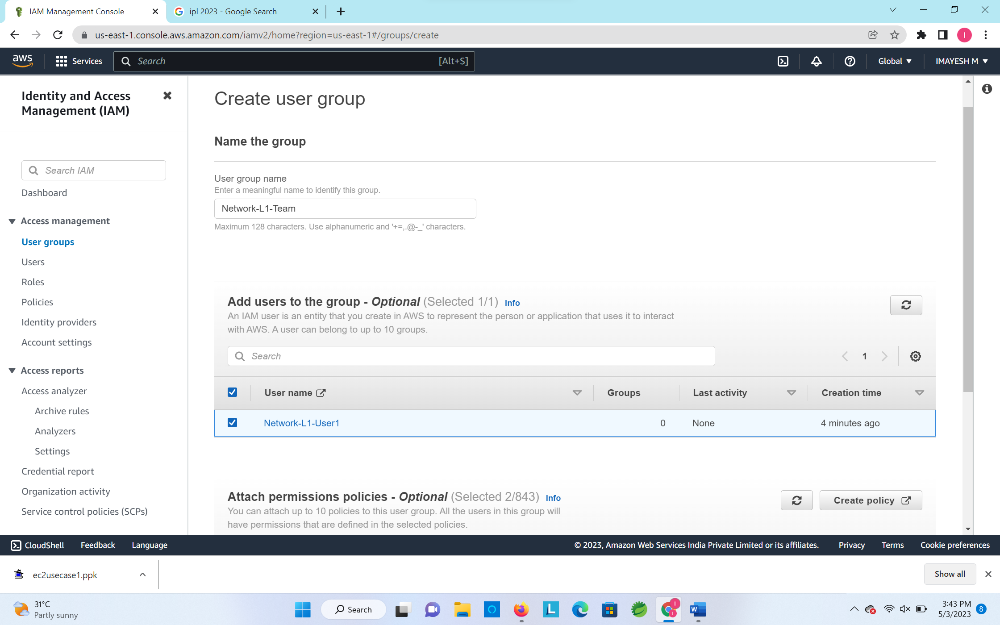 IAM Management Console
ipl 2023 - Google Search
us-east-1.console.aws.amazon.com/iamv2/home?region=us-east-1#/groups/create
I
aws
Services
Search
[Alt+S]
Global
IMAYESH M
Identity and Access
Management (IAM)
Search IAM
Dashboard
Access management
User groups
Users
Roles
Policies
Identity providers
Account settings
Access reports
Access analyzer
Archive rules
Analyzers
Settings
Credential report
Organization activity
Service control policies (SCPs)
Create user group
Name the group
User group name
Enter a meaningful name to identify this group.
Network-L1-Team
Maximum 128 characters. Use alphanumeric and '+=,.@-_' characters.
Add users to the group - Optional (Selected 1/1) Info
An IAM user is an entity that you create in AWS to represent the person or application that uses it to interact
with AWS. A user can belong to up to 10 groups.
Search
1
User name
Groups
Last activity
Creation time
Network-L1-User1
0
None
4 minutes ago
Attach permissions policies - Optional (Selected 2/843) Info
You can attach up to 10 policies to this user group. All the users in this group will
have permissions that are defined in the selected policies.
Create policy
CloudShell
Feedback
Language
© 2023, Amazon Web Services India Private Limited or its affiliates.
Privacy
Terms
Cookie preferences
ec2usecase1.ppk
Show all
31°C
Partly sunny
Search
L
I
I
W
3:43 PM
5/3/2023
8